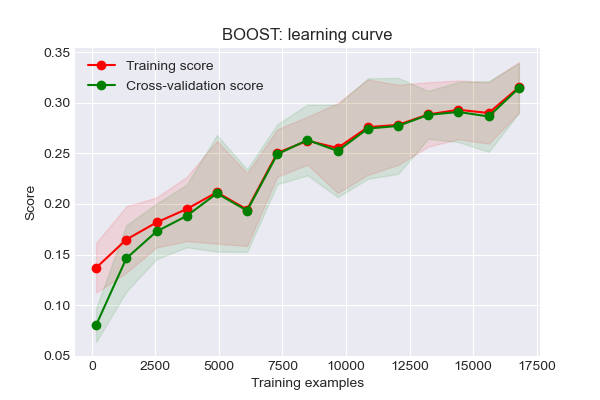 BOOST: learning curve
0.35
Training score
Cross-validation score
0.30
0.25
0.20
0.15
0.10
0.05
Score
0 2500 5000 7500 10000 12500 15000 17500
Training examples